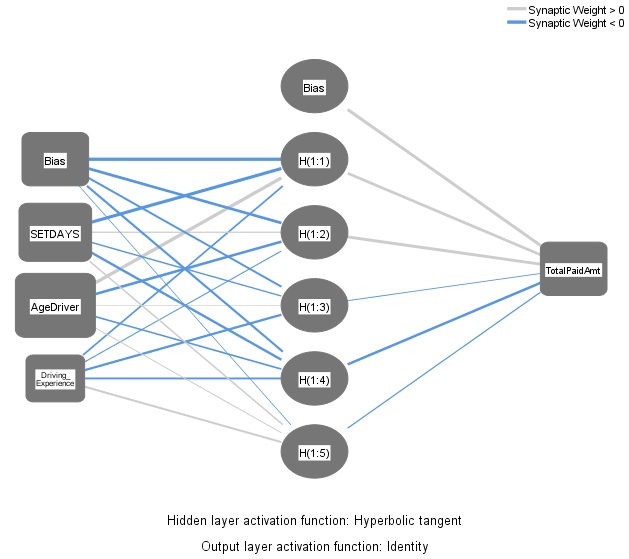 Synaptic Weight > 0
Synaptic Weight < 0
Bias
Bias
H(1:1)
SETDAYS
H(1:2)
TotalPaidAmt
AgeDriver
H(1:3)
Driving_
Experience
H(1:4)
H(1:5)
Hidden layer activation function: Hyperbolic tangent
Output layer activation function: Identity